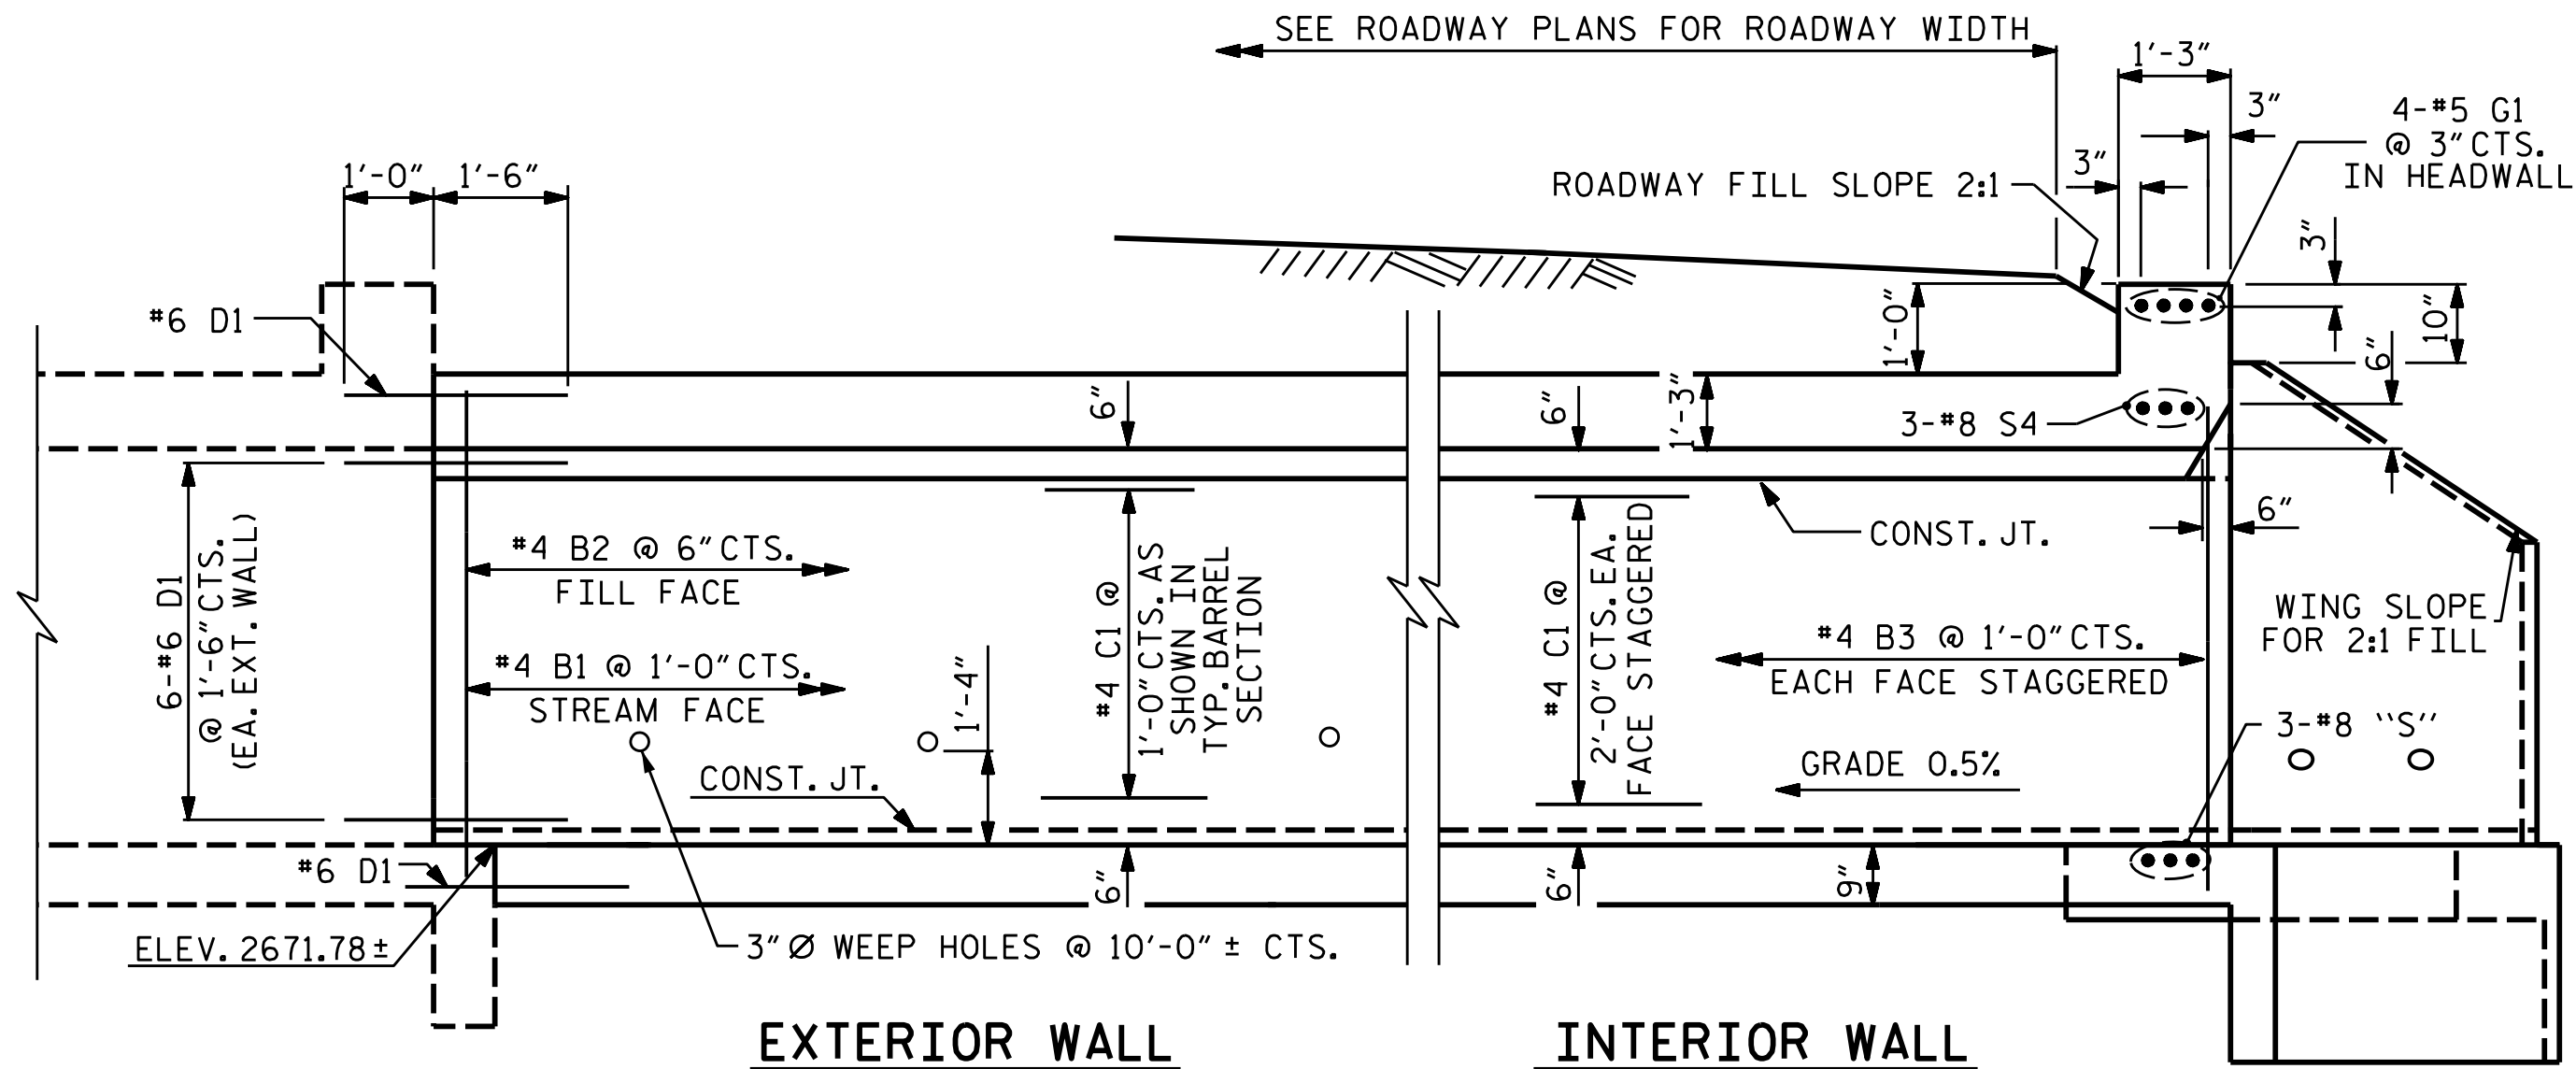 SEE ROADWAY PLANS FOR ROADWAY WIDTH
1'-3"
3"
4-#5 G1
@ 3"CTS.
IN HEADWALL
3"
1'-0"
1'-6"
ROADWAY FILL SLOPE 2:1
3"
#6 D1
1'-0"
10"
6"
6"
6"
1'-3"
3-#8 S4
6-#6 D1
@ 1'-6"CTS.
(EA. EXT. WALL)
#4 B2 @ 6"CTS.
FILL FACE
#4 C1 @
1'-0"CTS. AS
SHOWN IN
TYP. BARREL
SECTION
#4 C1 @
2'-0"CTS. EA.
FACE STAGGERED
CONST. JT.
6"
WING SLOPE
FOR 2:1 FILL
#4 B3 @ 1'-0"CTS.
EACH FACE STAGGERED
#4 B1 @ 1'-0"CTS.
STREAM FACE
1'-4"
3-#8 "S"
GRADE 0.5%
CONST. JT.
#6 D1
6"
6"
9"
ELEV. 2671.78±
3"Ø WEEP HOLES @ 10'-0"± CTS.
EXTERIOR WALL
INTERIOR WALL